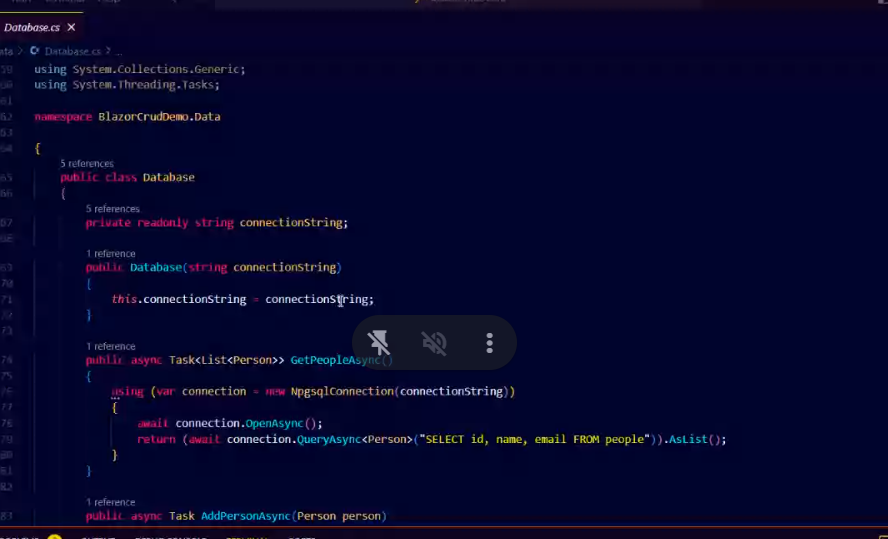 Database.cs
Database.cs
59 using System.Collections.Generic;
60 using System.Threading.Tasks;
61
62 namespace BlazorCrudDemo.Data
63
64 {
5 references
65 public class Database
66 {
5 references
67 private readonly string connectionString;
68
1 reference
69 public Database(string connectionString)
70 {
71 this.connectionString = connectionString;
72 }
73
1 reference
74 public async Task<List<Person>> GetPeopleAsync()
75 {
76 using (var connection = new NpgsqlConnection(connectionString))
77 {
78 await connection.OpenAsync();
79 return (await connection.QueryAsync<Person>("SELECT id, name, email FROM people")).AsList();
80 }
81 }
82
1 reference
83 public async Task AddPersonAsync(Person person)